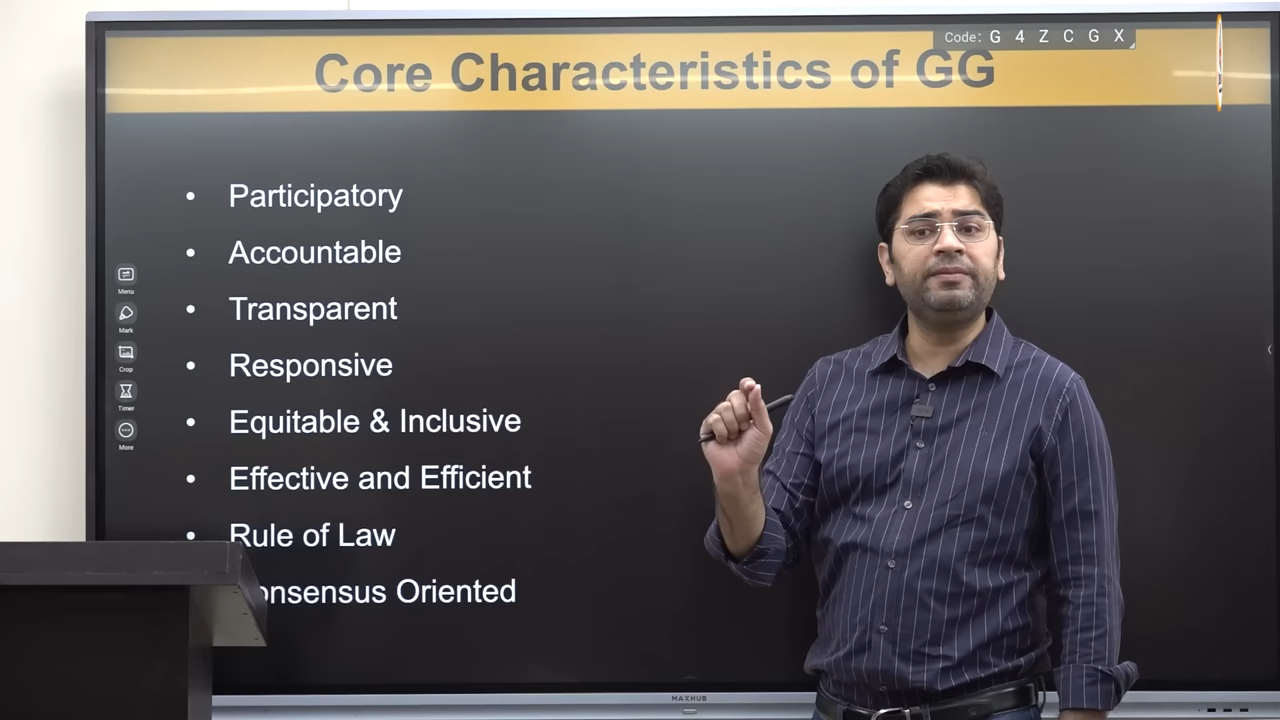 Code: G 4 Z C G X
Core Characteristics of GG
• Participatory
• Accountable
• Transparent
• Responsive
• Equitable & Inclusive
• Effective and Efficient
• Rule of Law
onsensus Oriented
Menu
Mark
Crop
Timer
More
MAXHUB